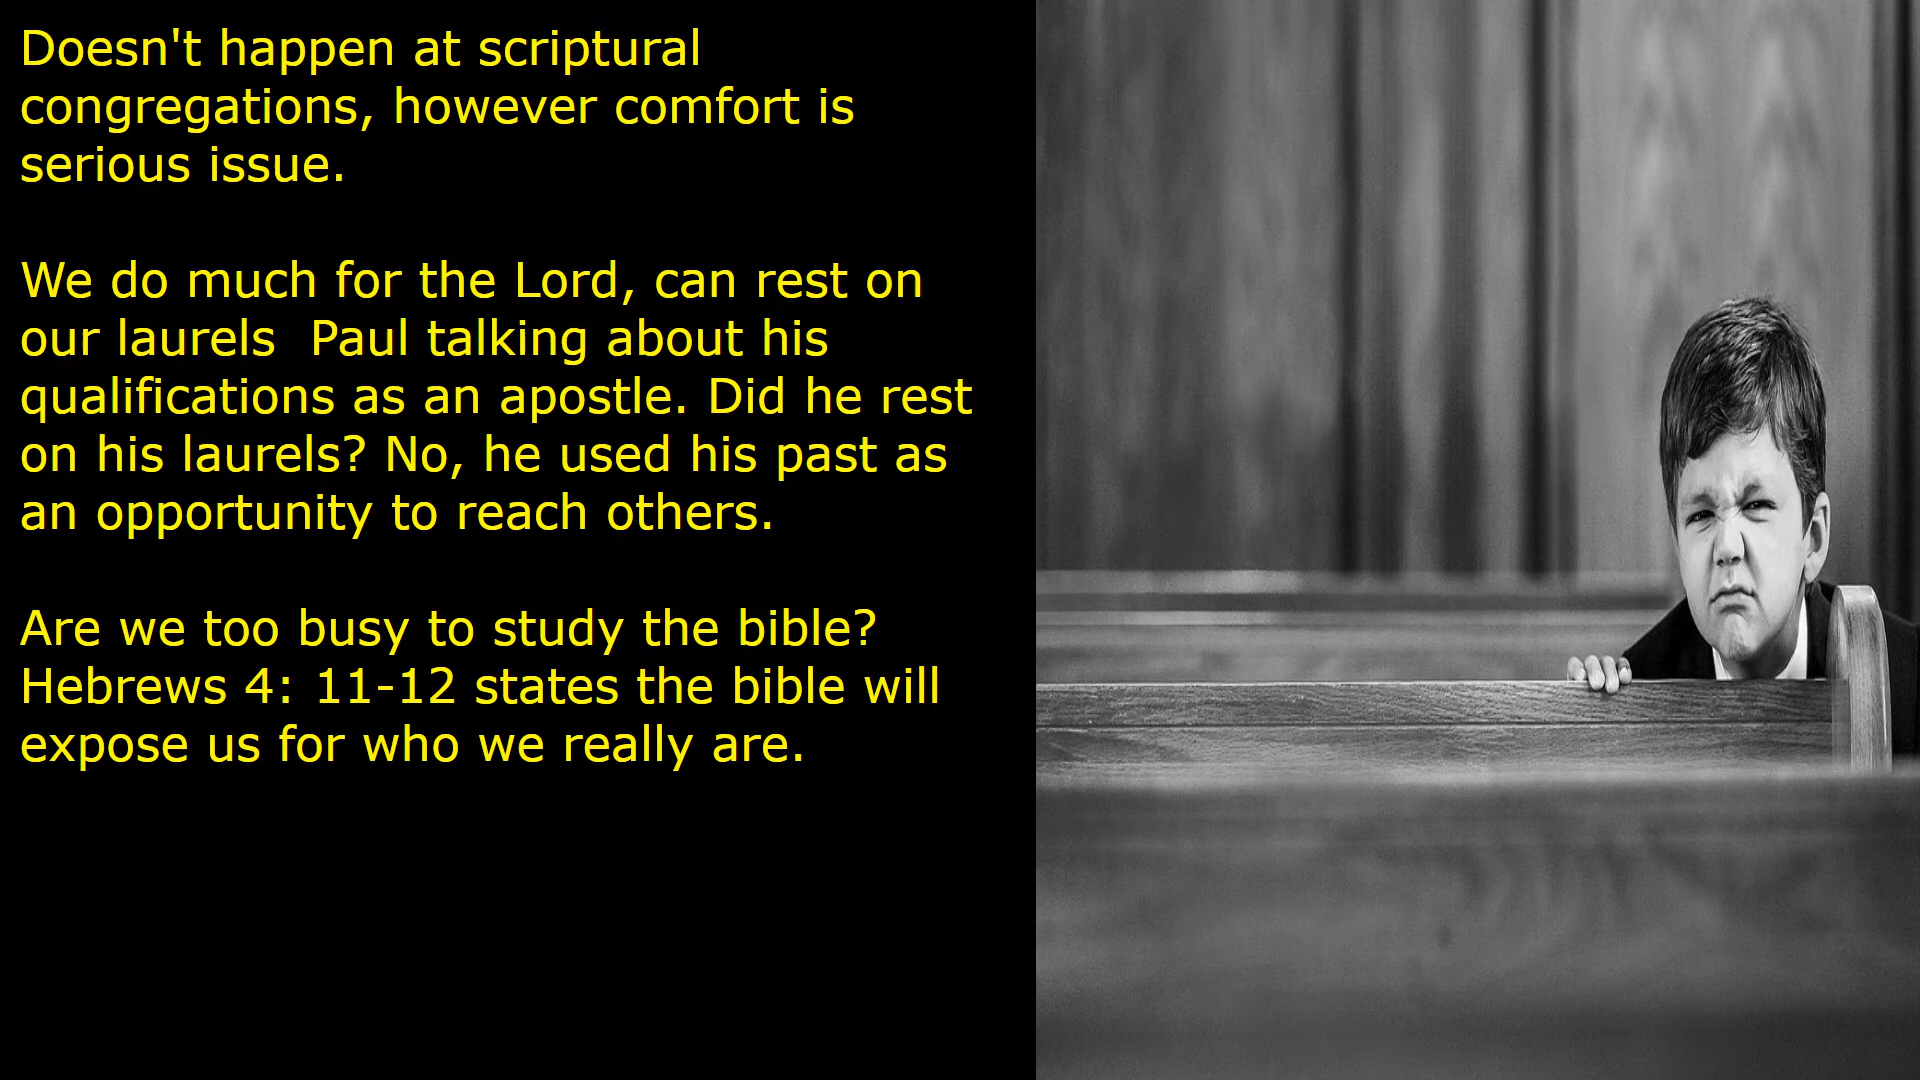 Doesn't happen at scriptural
congregations, however comfort is
serious issue.
We do much for the Lord, can rest on
our laurels  Paul talking about his
qualifications as an apostle. Did he rest
on his laurels? No, he used his past as
an opportunity to reach others.
Are we too busy to study the bible?
Hebrews 4: 11-12 states the bible will
expose us for who we really are.